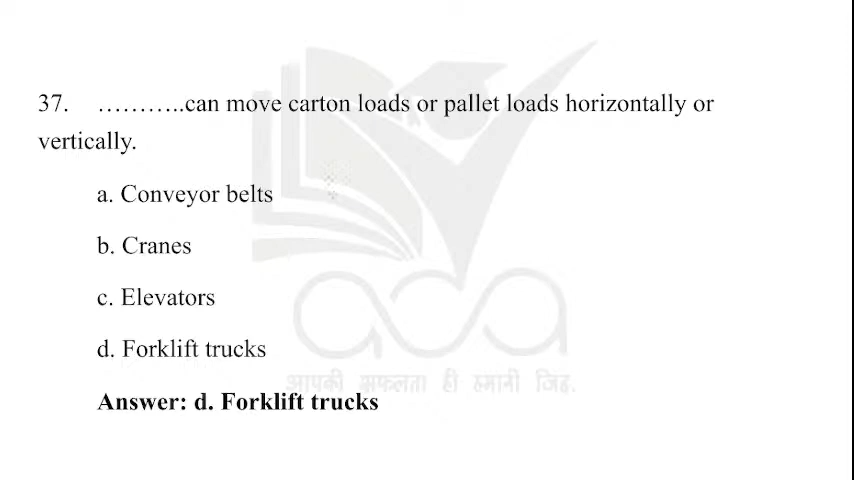 37. ………..can move carton loads or pallet loads horizontally or
vertically.
a. Conveyor belts
b. Cranes
c. Elevators
d. Forklift trucks
आपकी सफलता ही हमारी जिद.
Answer: d. Forklift trucks